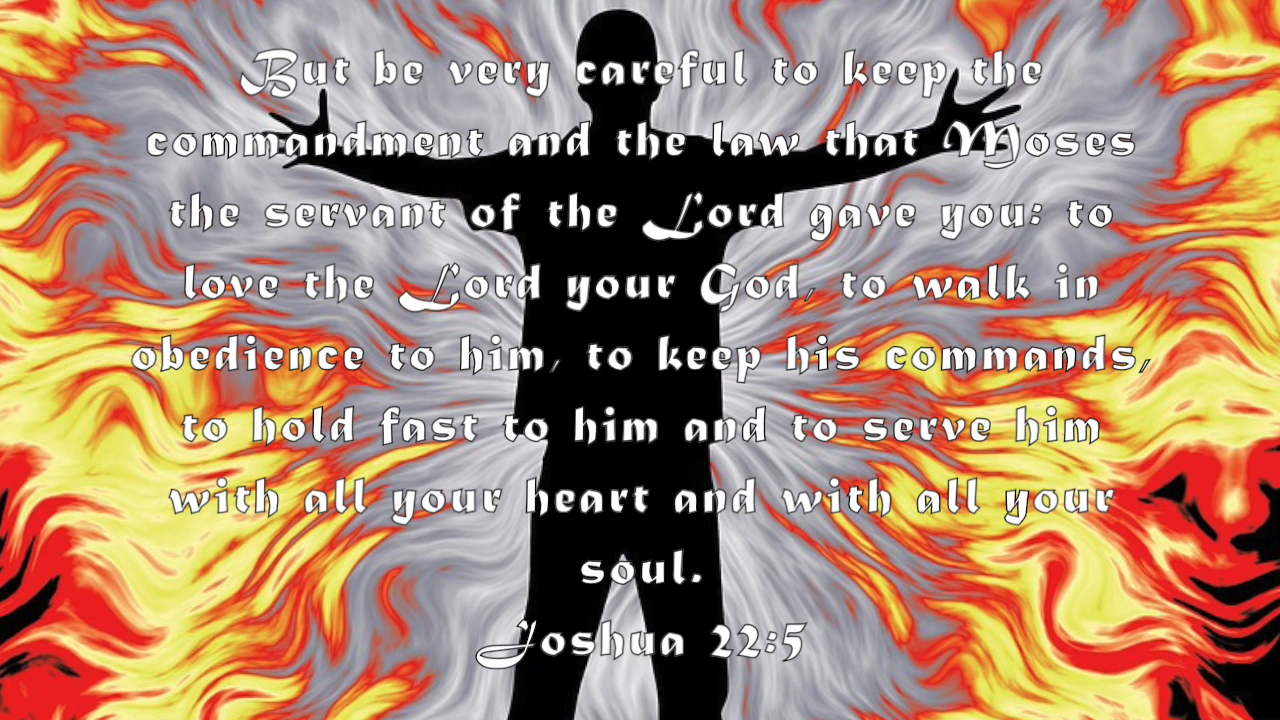 But be very careful to keep the
commandment and the law that Moses
the servant of the Lord gave you: to
love the Lord your God, to walk in
obedience to him, to keep his commands,
to hold fast to him and to serve him
with all your heart and with all your
soul.
Joshua 22:5